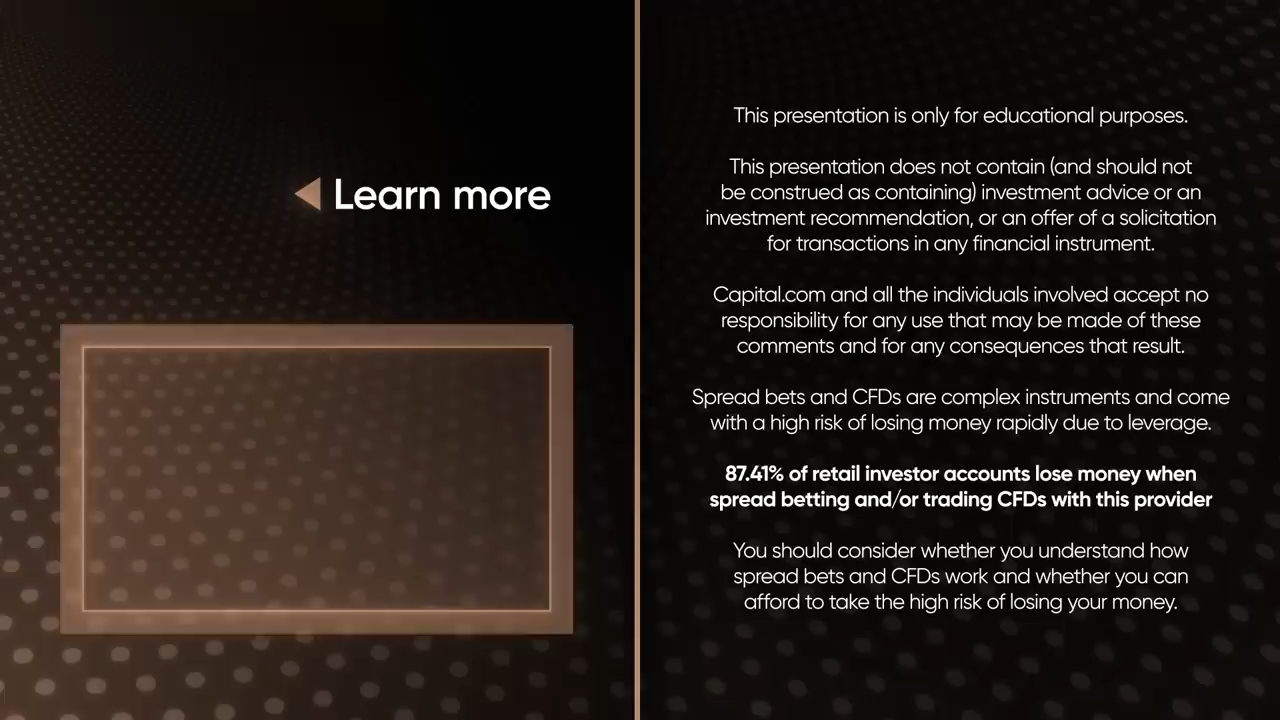 Learn more
This presentation is only for educational purposes.
This presentation does not contain (and should not
be construed as containing) investment advice or an
investment recommendation, or an offer of a solicitation
for transactions in any financial instrument.
Capital.com and all the individuals involved accept no
responsibility for any use that may be made of these
comments and for any consequences that result.
Spread bets and CFDs are complex instruments and come
with a high risk of losing money rapidly due to leverage.
87.41% of retail investor accounts lose money when
spread betting and/or trading CFDs with this provider
You should consider whether you understand how
spread bets and CFDs work and whether you can
afford to take the high risk of losing your money.